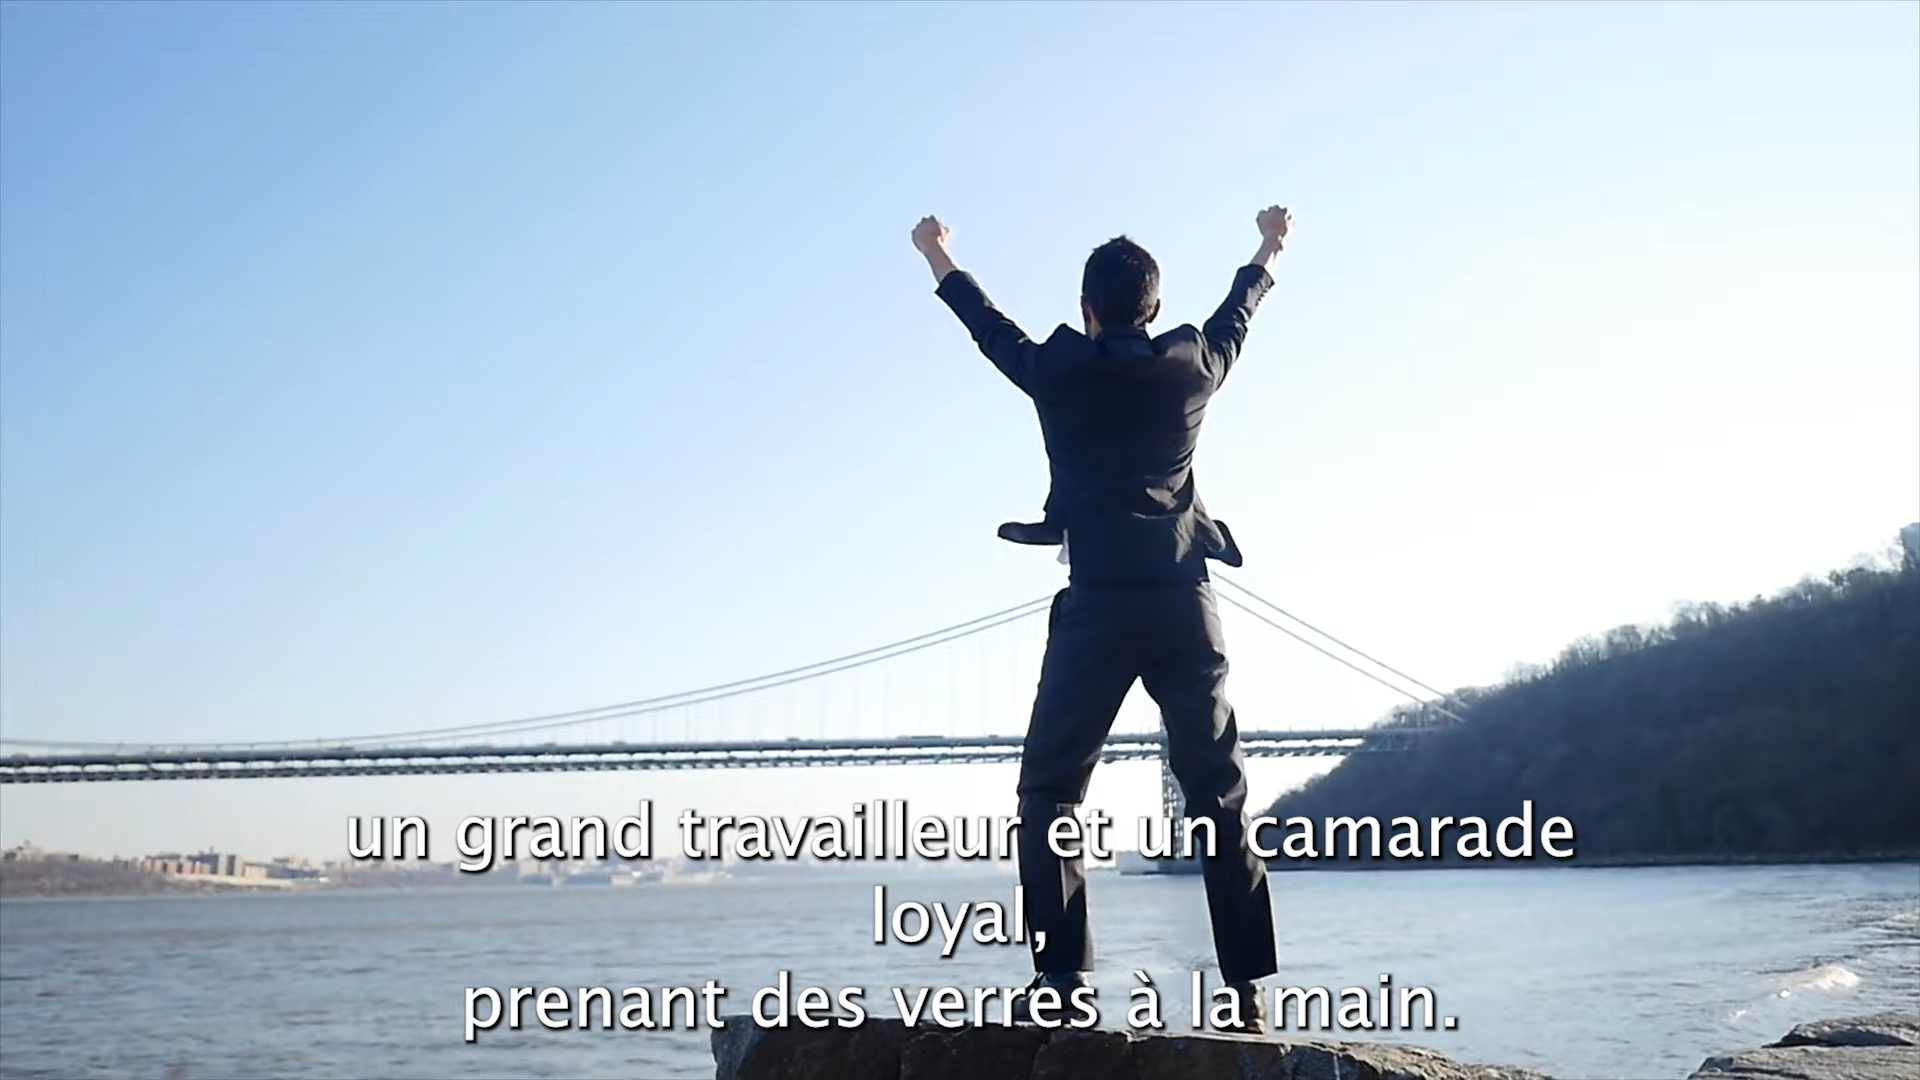 un grand travailleur et un camarade
loyal,
prenant des verres à la main.